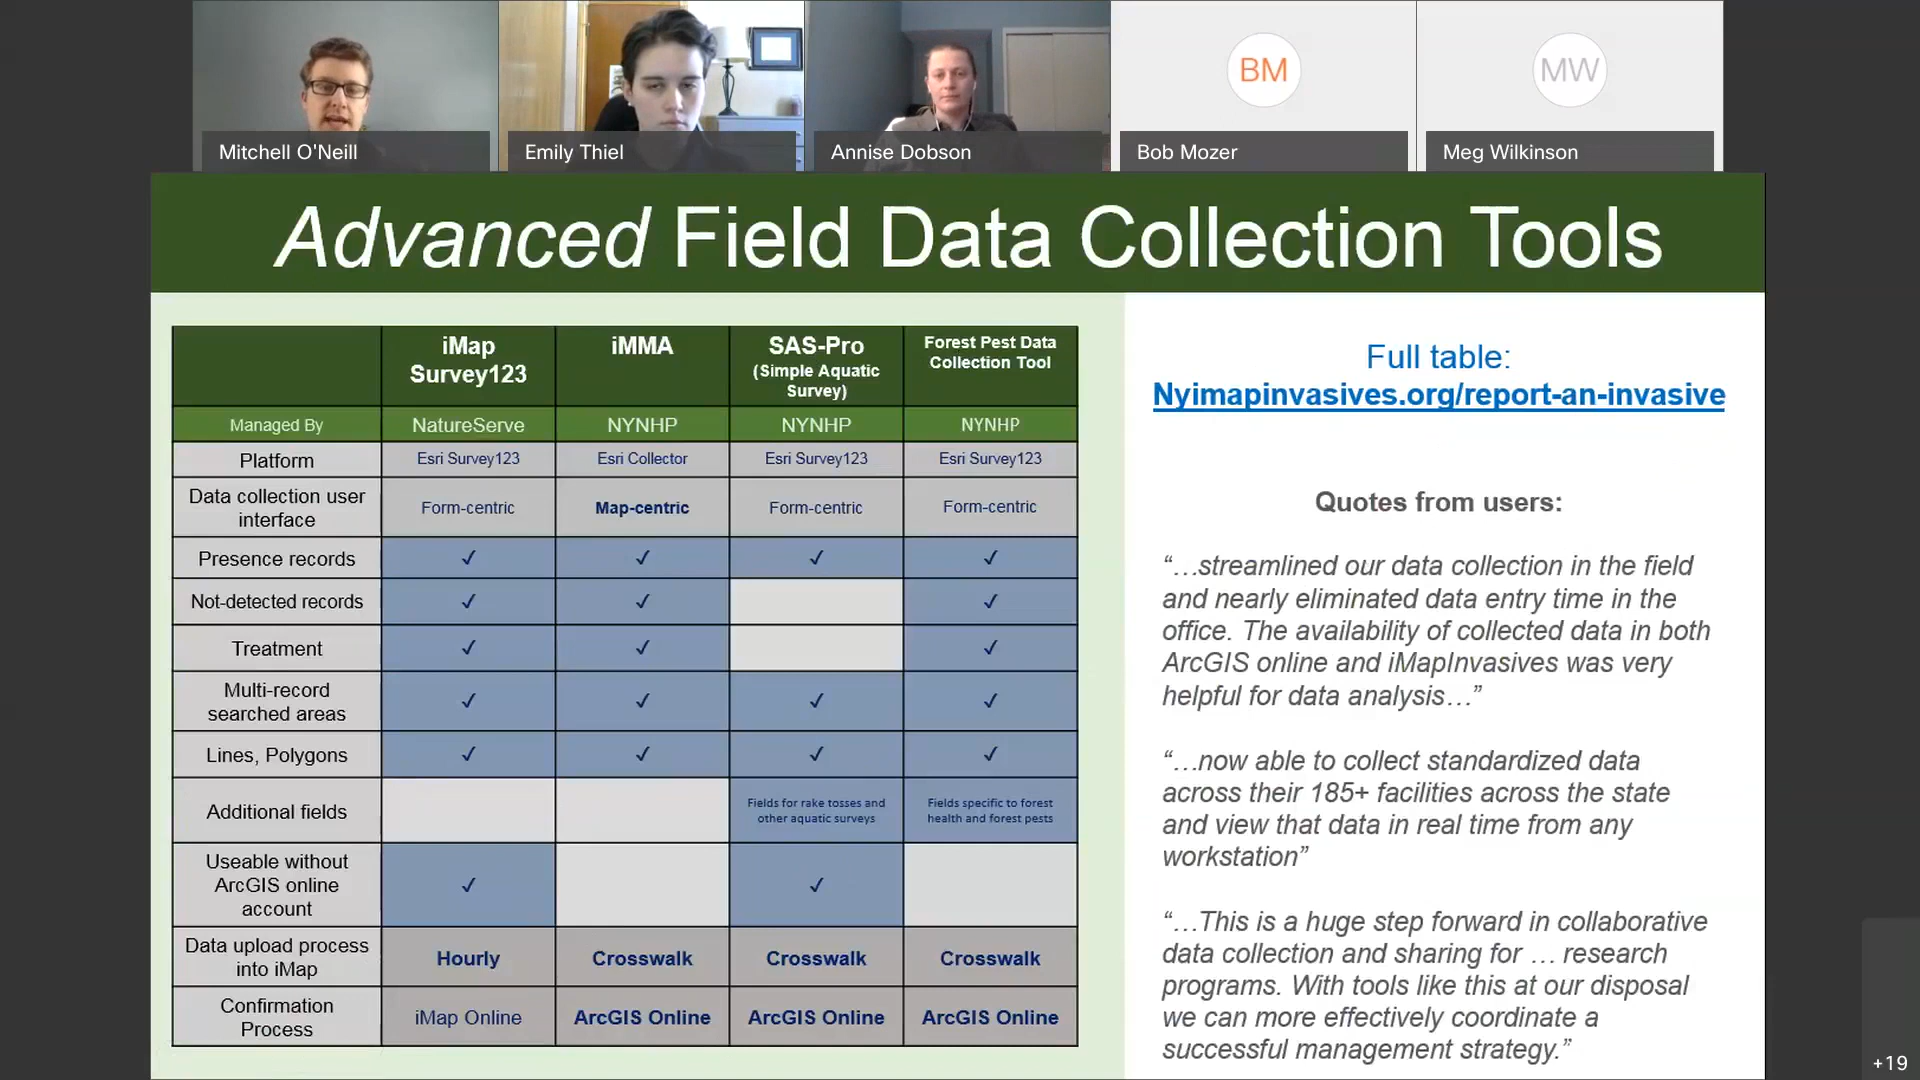 BM
MW
Mitchell O'Neill
Emily Thiel
Annise Dobson
Bob Mozer
Meg Wilkinson
Advanced Field Data Collection Tools
iMap
Survey123
iMMA
SAS-Pro
(Simple Aquatic
Survey)
Forest Pest Data
Collection Tool
Managed By
NatureServe
NYNHP
NYNHP
NYNHP
Platform
Esri Survey123
Esri Collector
Esri Survey123
Esri Survey123
Data collection user
interface
Form-centric
Map-centric
Form-centric
Form-centric
Presence records
✓
✓
✓
✓
Not-detected records
✓
✓
✓
Treatment
✓
✓
✓
Multi-record
searched areas
✓
✓
✓
✓
Lines, Polygons
✓
✓
✓
✓
Additional fields
Fields for rake tosses and
other aquatic surveys
Fields specific to forest
health and forest pests
Useable without
ArcGIS online
account
✓
✓
Data upload process
into iMap
Hourly
Crosswalk
Crosswalk
Crosswalk
Confirmation
Process
iMap Online
ArcGIS Online
ArcGIS Online
ArcGIS Online
Full table:
Nyimapinvasives.org/report-an-invasive
Quotes from users:
“…streamlined our data collection in the field
and nearly eliminated data entry time in the
office. The availability of collected data in both
ArcGIS online and iMapInvasives was very
helpful for data analysis…”
“…now able to collect standardized data
across their 185+ facilities across the state
and view that data in real time from any
workstation”
“…This is a huge step forward in collaborative
data collection and sharing for … research
programs. With tools like this at our disposal
we can more effectively coordinate a
successful management strategy.”
+19